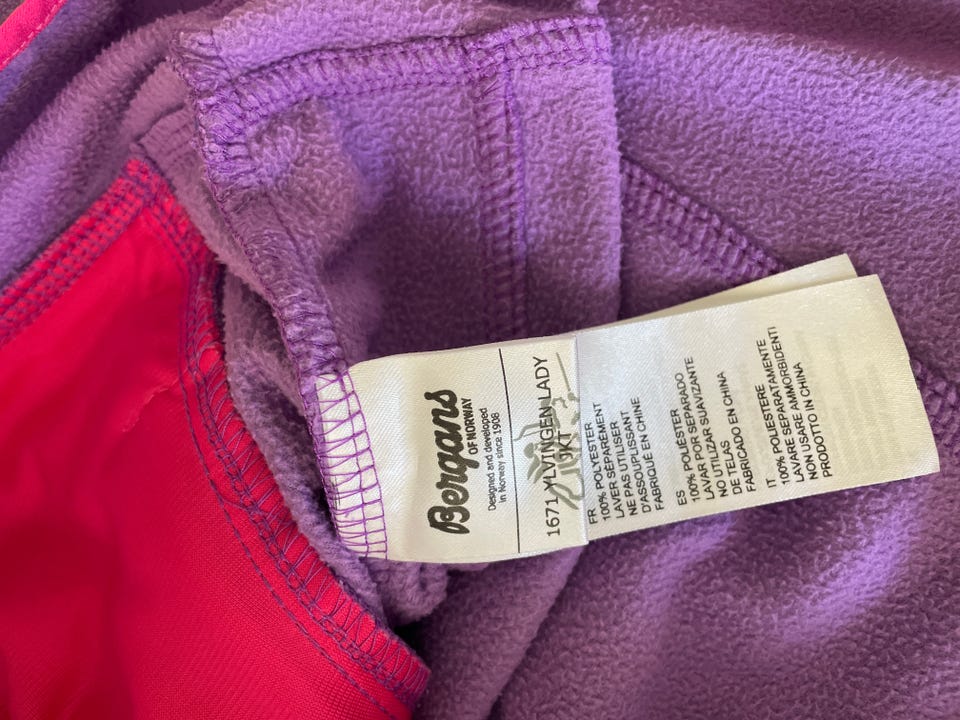 Bergans
OF NORWAY
Designed and developed
in Norway since 1908
1671 YLVINGEN LADY
JKT
FR
100% POLYESTER
LAVER SÉPARÉMENT
NE PAS UTILISER
D'ASSOUPLISSANT
FABRIQUÉ EN CHINE
ES
100% POLIÉSTER
LAVAR POR SEPARADO
NO UTILIZAR SUAVIZANTE
DE TELAS
FABRICADO EN CHINA
IT
100% POLIESTERE
LAVARE SEPARATAMENTE
NON USARE AMMORBIDENTI
PRODOTTO IN CHINA